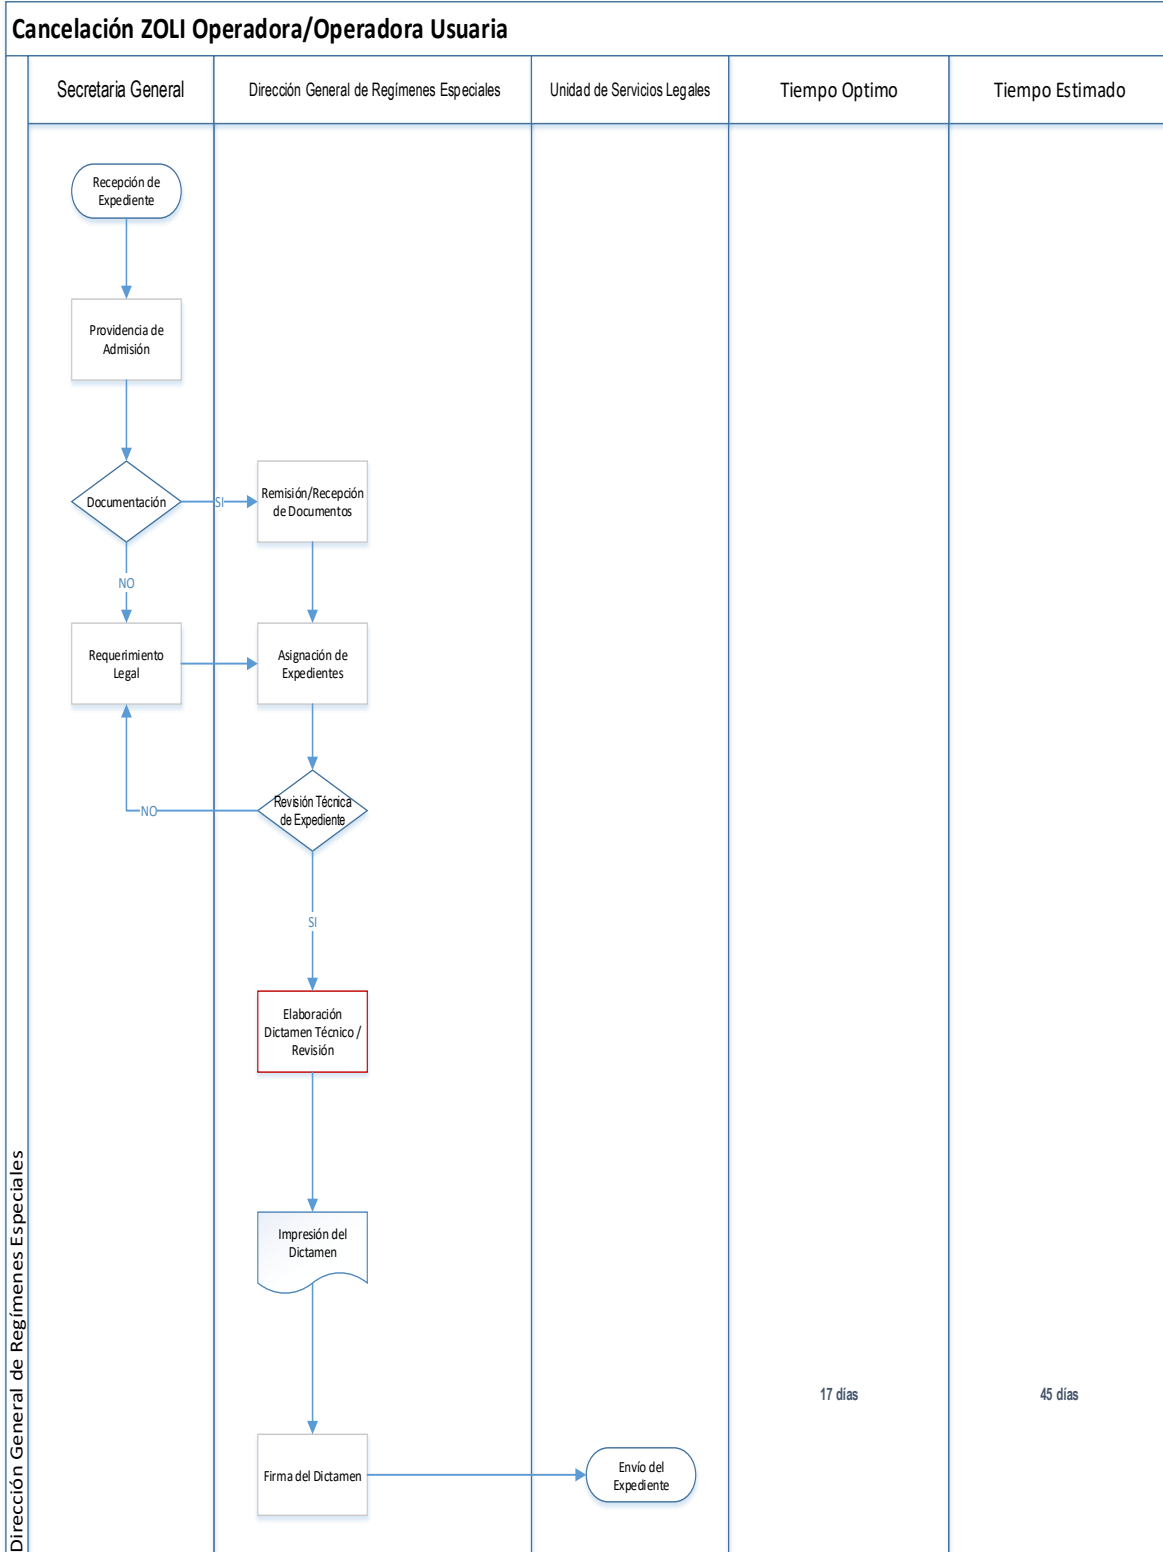 Cancelación ZOLI Operadora/Operadora Usuaria
Secretaria General
Dirección General de Regímenes Especiales
Unidad de Servicios Legales
Tiempo Optimo
Tiempo Estimado
Recepción de
Expediente
Providencia de
Admisión
Documentación
SI
Remisión/Recepción
de Documentos
NO
Requerimiento
Legal
Asignación de
Expedientes
Revisión Técnica
de Expediente
NO
SI
Elaboración
Dictamen Técnico /
Revisión
Impresión del
Dictamen
17 días
45 días
Firma del Dictamen
Envío del
Expediente
Dirección General de Regímenes Especiales